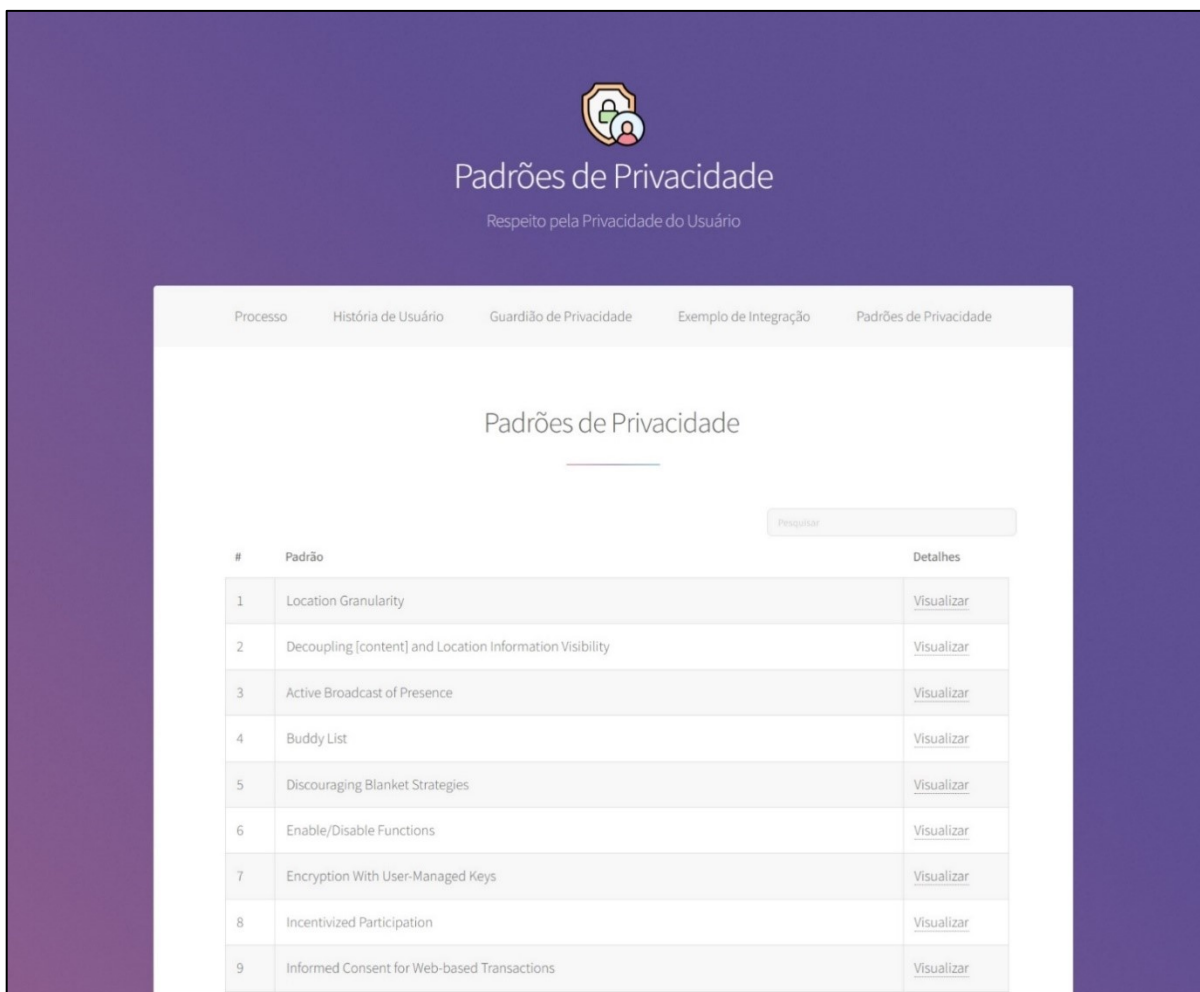 Padrões de Privacidade
Respeito pela Privacidade do Usuário
Processo História de Usuário Guardião de Privacidade Exemplo de Integração Padrões de Privacidade
Padrões de Privacidade
Pesquisar
# Padrão Detalhes
1 Location Granularity Visualizar
2 Decoupling [content] and Location Information Visibility Visualizar
3 Active Broadcast of Presence Visualizar
4 Buddy List Visualizar
5 Discouraging Blanket Strategies Visualizar
6 Enable/Disable Functions Visualizar
7 Encryption With User-Managed Keys Visualizar
8 Incentivized Participation Visualizar
9 Informed Consent for Web-based Transactions Visualizar